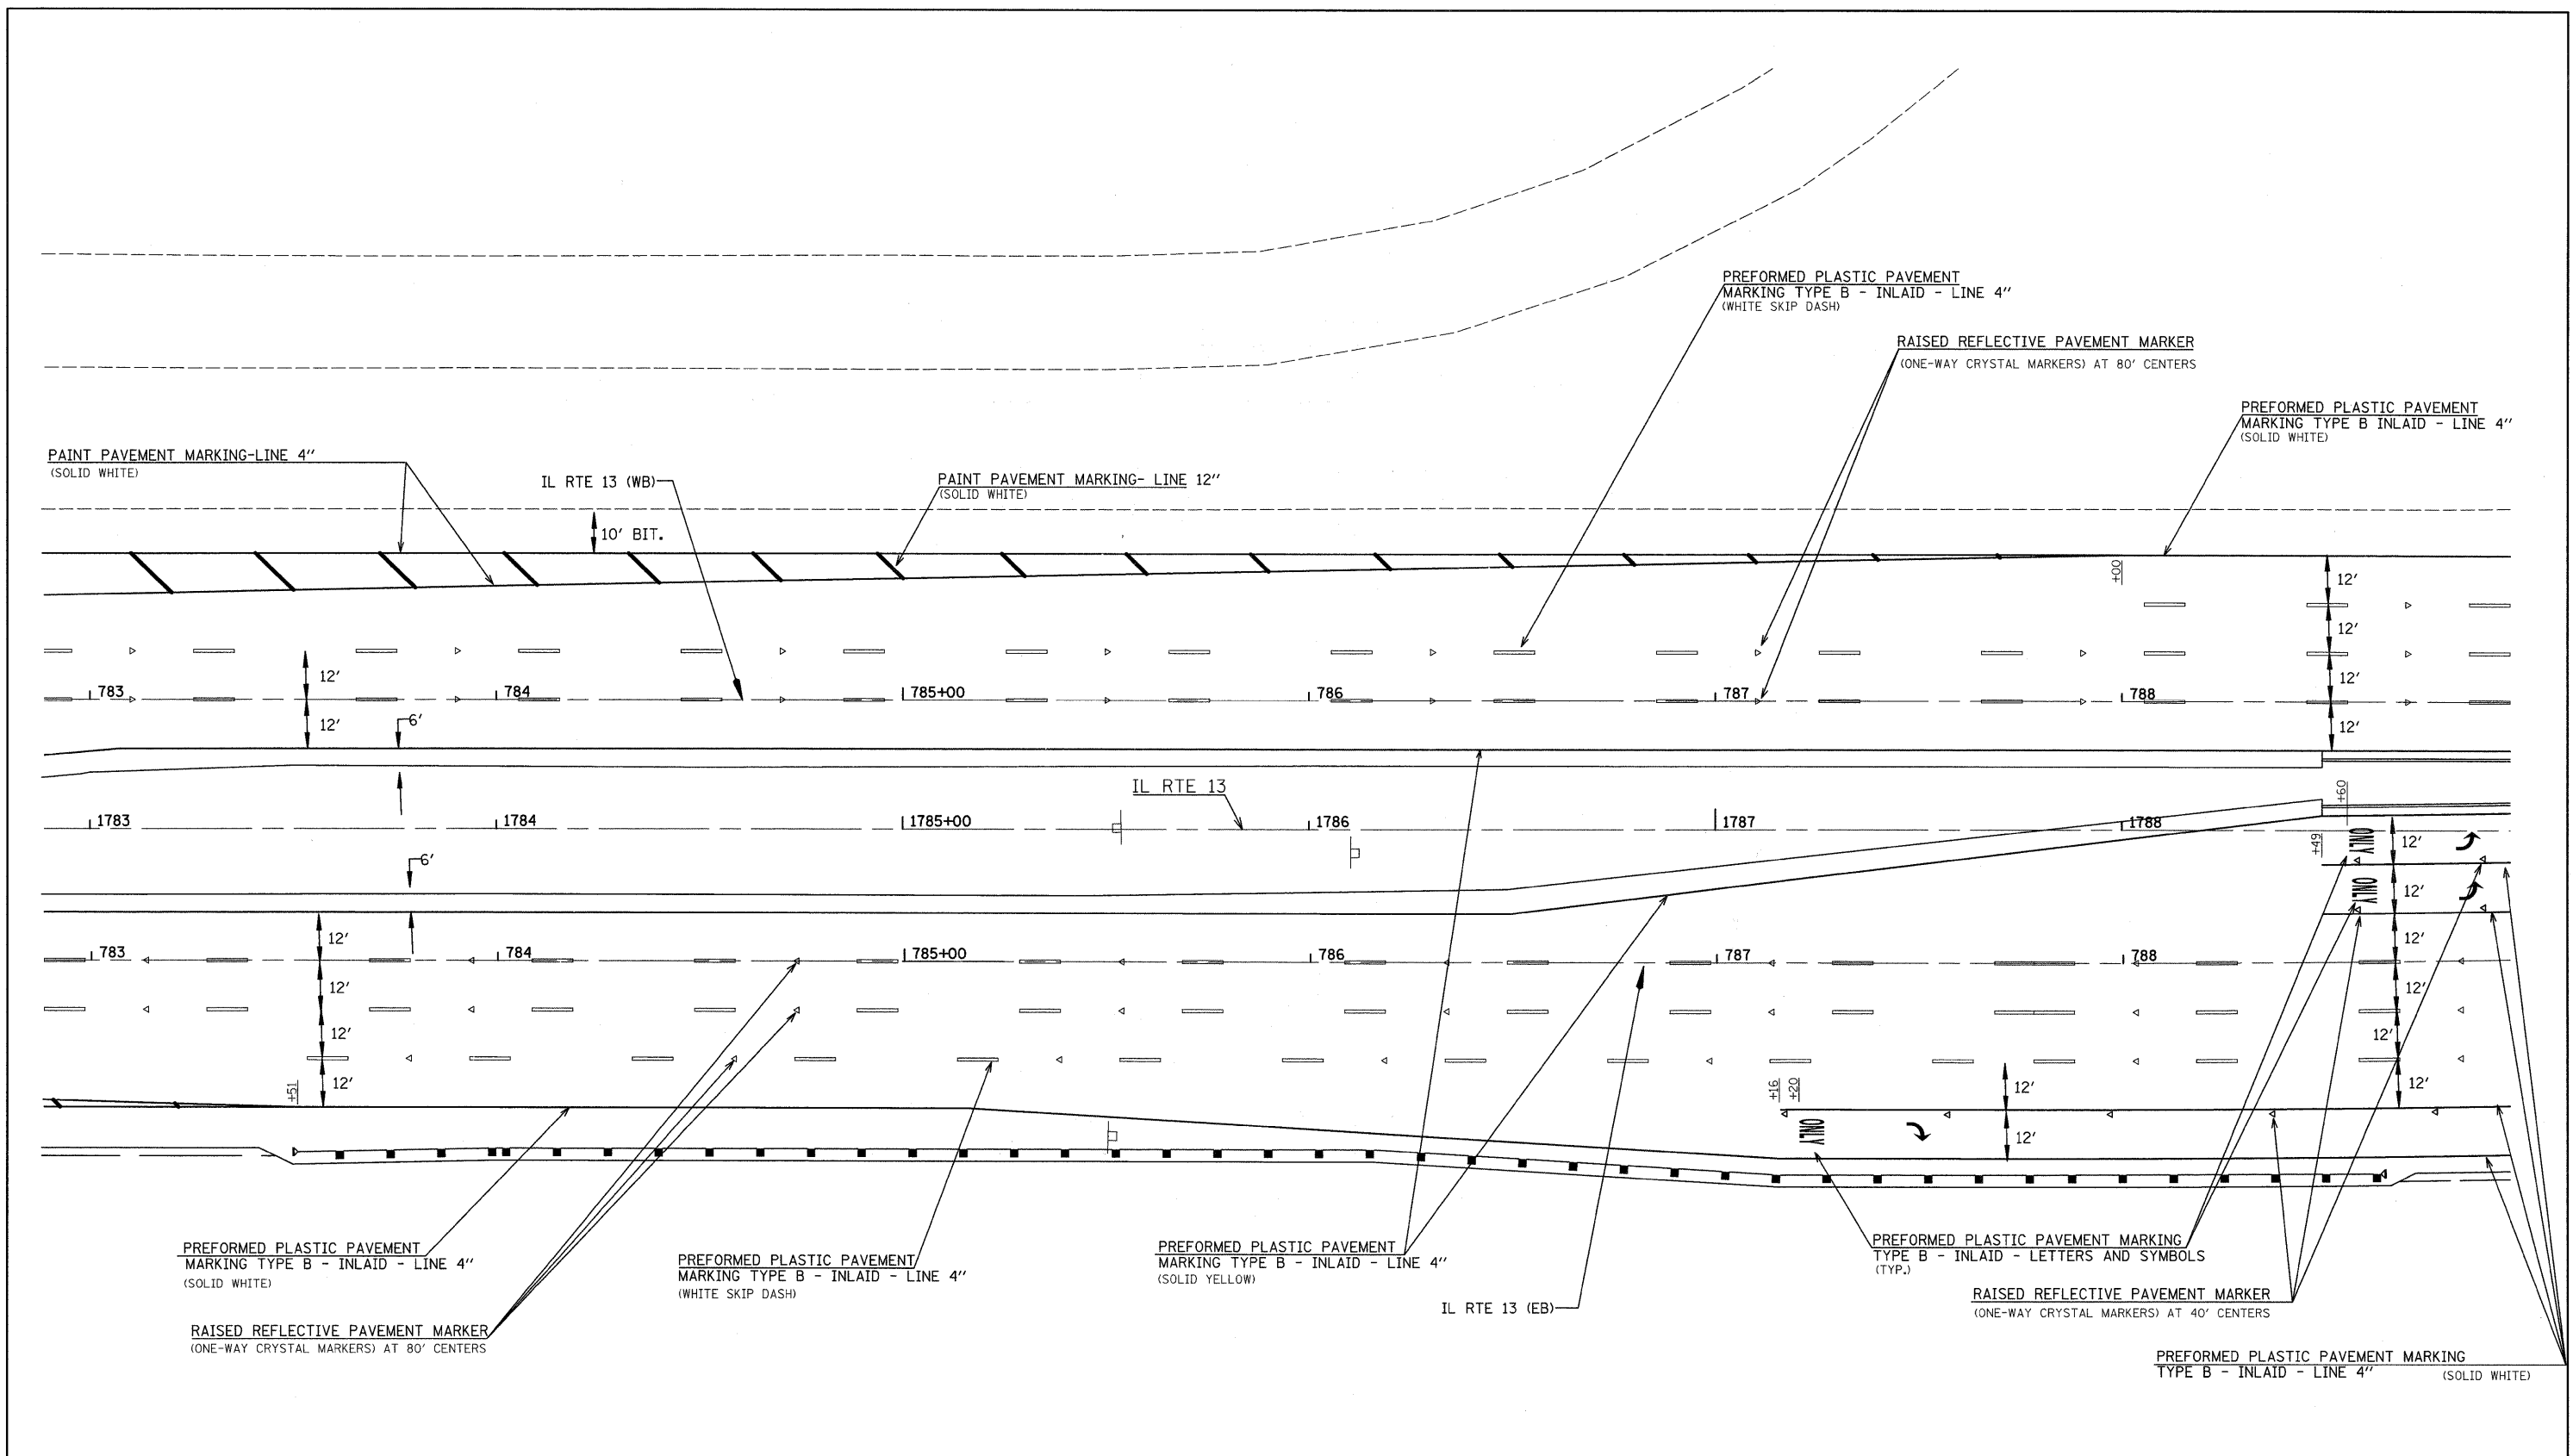 PREFORMED PLASTIC PAVEMENT
MARKING TYPE B - INLAID - LINE 4"
(WHITE SKIP DASH)
RAISED REFLECTIVE PAVEMENT MARKER
(ONE-WAY CRYSTAL MARKERS) AT 80' CENTERS
PREFORMED PLASTIC PAVEMENT
MARKING TYPE B INLAID - LINE 4"
(SOLID WHITE)
PAINT PAVEMENT MARKING-LINE 4"
(SOLID WHITE)
IL RTE 13 (WB)
PAINT PAVEMENT MARKING- LINE 12"
(SOLID WHITE)
10' BIT.
+00
12'
12'
12'
12'
12'
12'
783
784
785+00
786
787
788
6'
IL RTE 13
+60
1783
1784
1785+00
1786
1787
1788
+49
ONLY
12'
6'
ONLY
12'
12'
12'
783
784
785+00
786
787
788
12'
12'
12'
12'
12'
+51
12'
+16
+20
12'
12'
ONLY
12'
PREFORMED PLASTIC PAVEMENT
MARKING TYPE B - INLAID - LINE 4"
(SOLID WHITE)
PREFORMED PLASTIC PAVEMENT
MARKING TYPE B - INLAID - LINE 4"
(WHITE SKIP DASH)
PREFORMED PLASTIC PAVEMENT
MARKING TYPE B - INLAID - LINE 4"
(SOLID YELLOW)
PREFORMED PLASTIC PAVEMENT MARKING
TYPE B - INLAID - LETTERS AND SYMBOLS
(TYP.)
RAISED REFLECTIVE PAVEMENT MARKER
(ONE-WAY CRYSTAL MARKERS) AT 40' CENTERS
IL RTE 13 (EB)
RAISED REFLECTIVE PAVEMENT MARKER
(ONE-WAY CRYSTAL MARKERS) AT 80' CENTERS
PREFORMED PLASTIC PAVEMENT MARKING
TYPE B - INLAID - LINE 4" (SOLID WHITE)